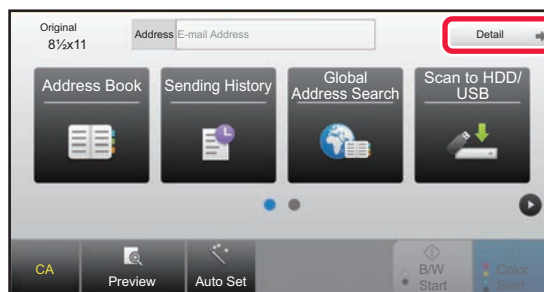 Original
8½x11
Address
E-mail Address
Detail
Address Book
Sending History
Global
Address Search
Scan to HDD/
USB
CA
Preview
Auto Set
B/W
Start
Color
Start